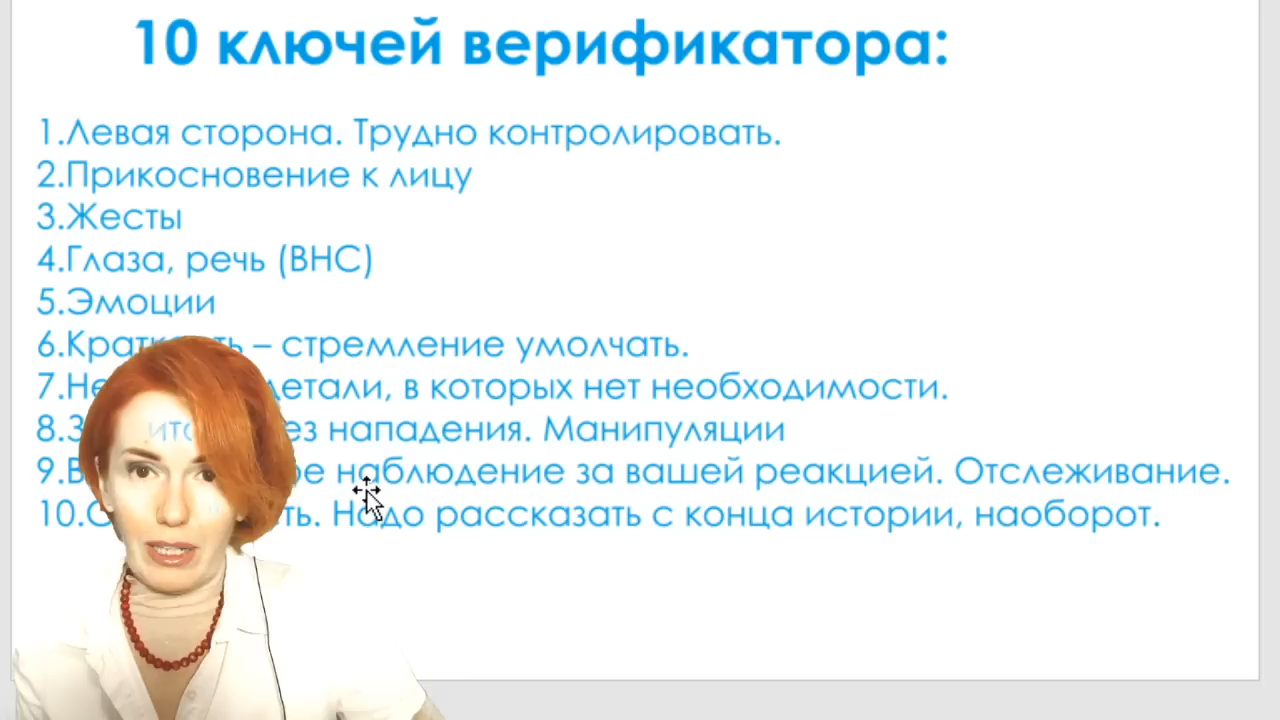 10 ключей верификатора:
1.Левая сторона. Трудно контролировать.
2.Прикосновение к лицу
3.Жесты
4.Глаза, речь (ВНС)
5.Эмоции
6. – стремление умолчать.
7. детали, в которых нет необходимости.
8. нападения. Манипуляции
9. наблюдение за вашей реакцией. Отслеживание.
10. Надо рассказать с конца истории, наоборот.